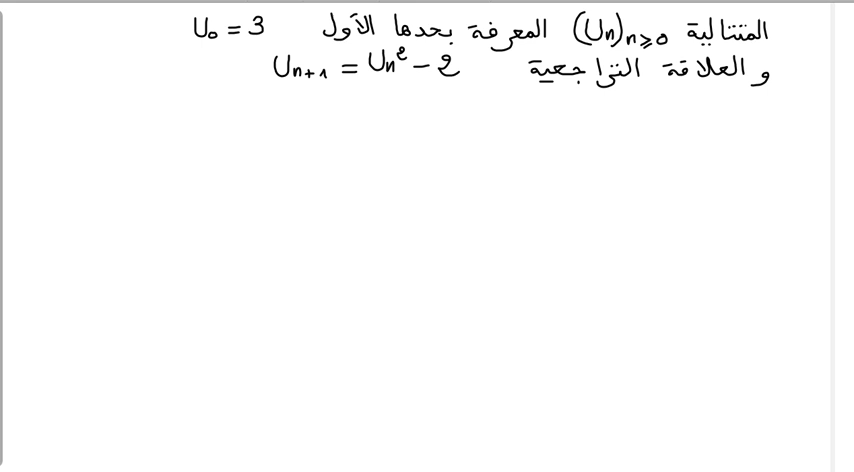 المتتالية (Un)n≥0 المعرفة بحدها الأول U₀ = 3
و العلاقة التراجعية Un+1 = Un² − 2